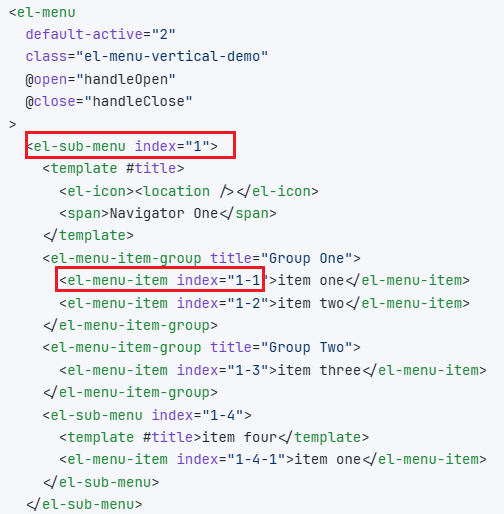 <el-menu
default-active="2"
class="el-menu-vertical-demo"
@open="handleOpen"
@close="handleClose"
>
<el-sub-menu index="1">
<template #title>
<el-icon><location /></el-icon>
<span>Navigator One</span>
</template>
<el-menu-item-group title="Group One">
<el-menu-item index="1-1">item one</el-menu-item>
<el-menu-item index="1-2">item two</el-menu-item>
</el-menu-item-group>
<el-menu-item-group title="Group Two">
<el-menu-item index="1-3">item three</el-menu-item>
</el-menu-item-group>
<el-sub-menu index="1-4">
<template #title>item four</template>
<el-menu-item index="1-4-1">item one</el-menu-item>
</el-sub-menu>
</el-sub-menu>